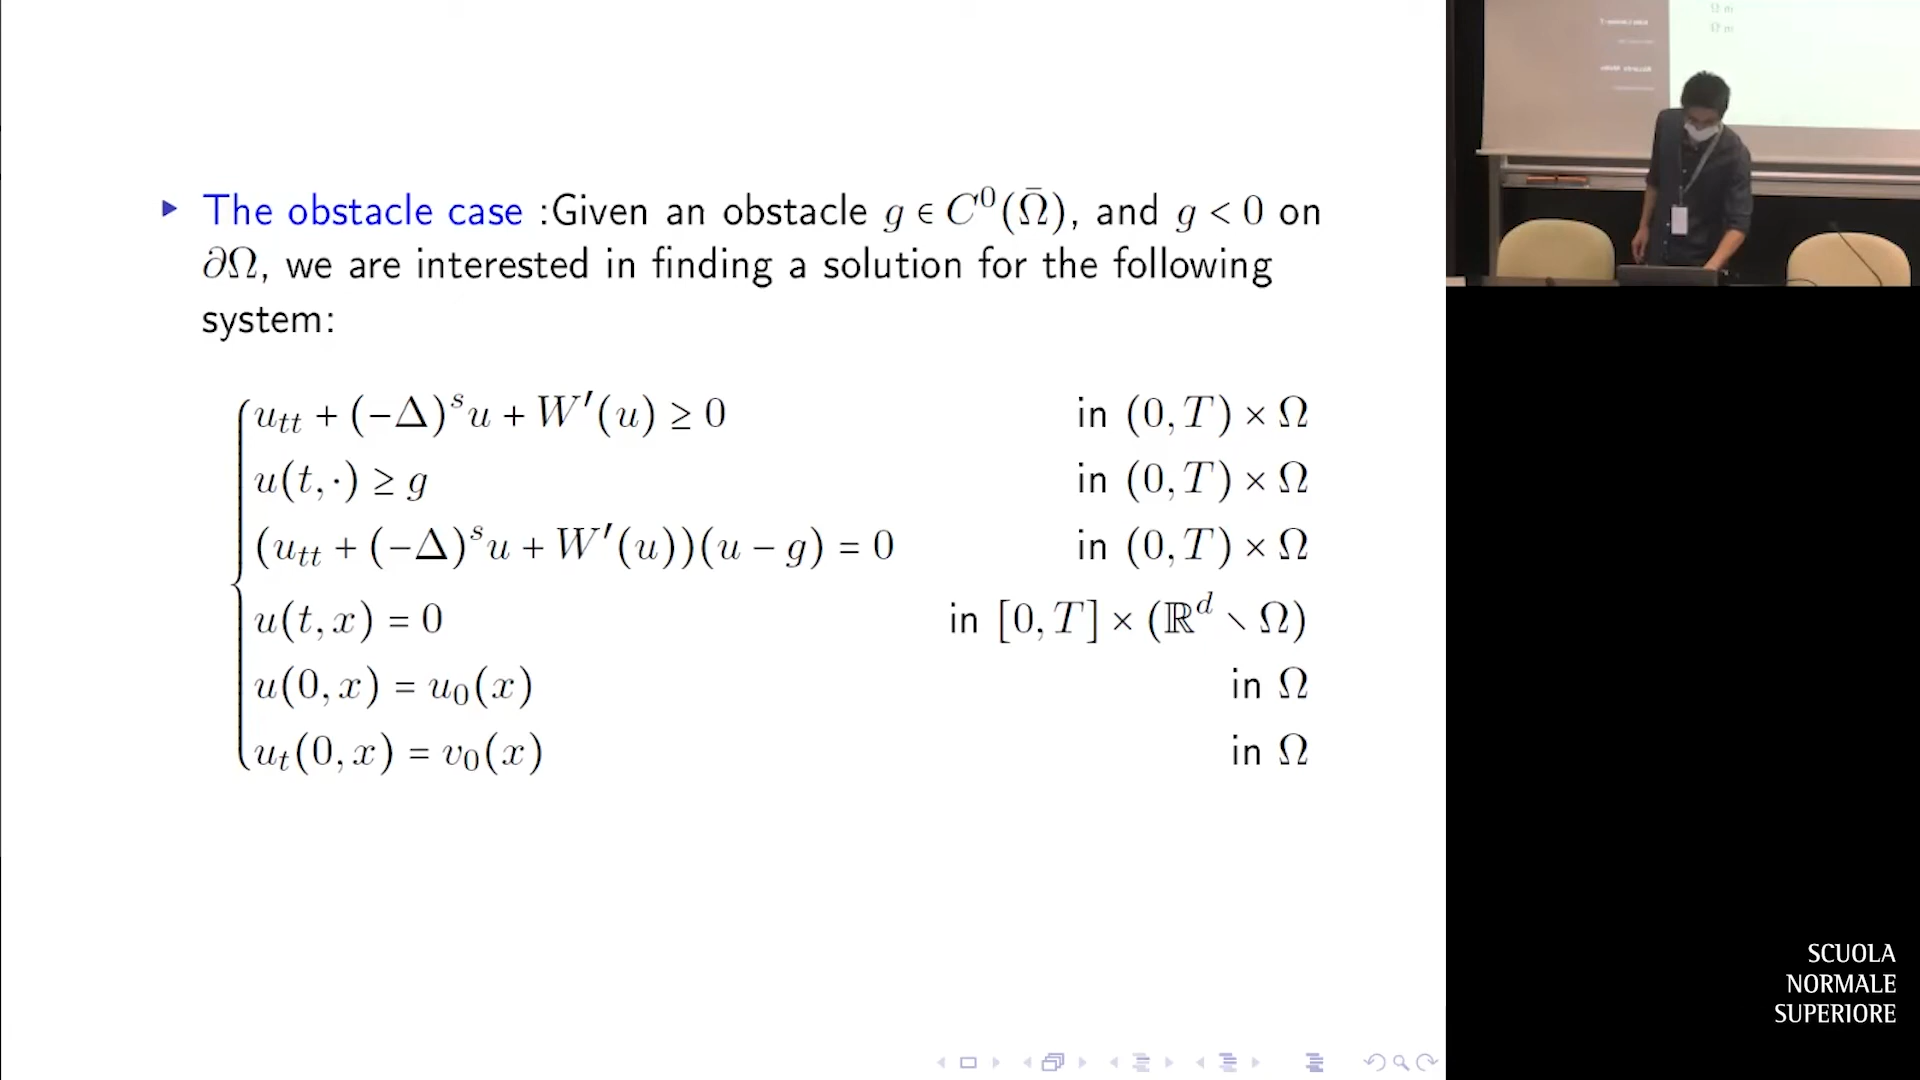 ▸ The obstacle case :Given an obstacle g ∈ C⁰(Ω̄), and g < 0 on
∂Ω, we are interested in finding a solution for the following
system:
u_tt + (−Δ)^s u + W′(u) ≥ 0 in (0, T) × Ω
u(t, ·) ≥ g in (0, T) × Ω
(u_tt + (−Δ)^s u + W′(u))(u − g) = 0 in (0, T) × Ω
u(t, x) = 0 in [0, T] × (ℝ^d ∖ Ω)
u(0, x) = u₀(x) in Ω
u_t(0, x) = v₀(x) in Ω
SCUOLA
NORMALE
SUPERIORE